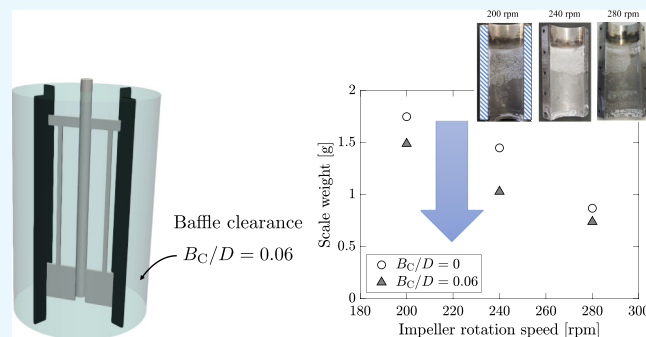 200 rpm 240 rpm 280 rpm
Baffle clearance
B_C/D = 0.06
Scale weight [g]
2
1.5
1
0.5
0
B_C/D = 0
B_C/D = 0.06
180 200 220 240 260 280 300
Impeller rotation speed [rpm]